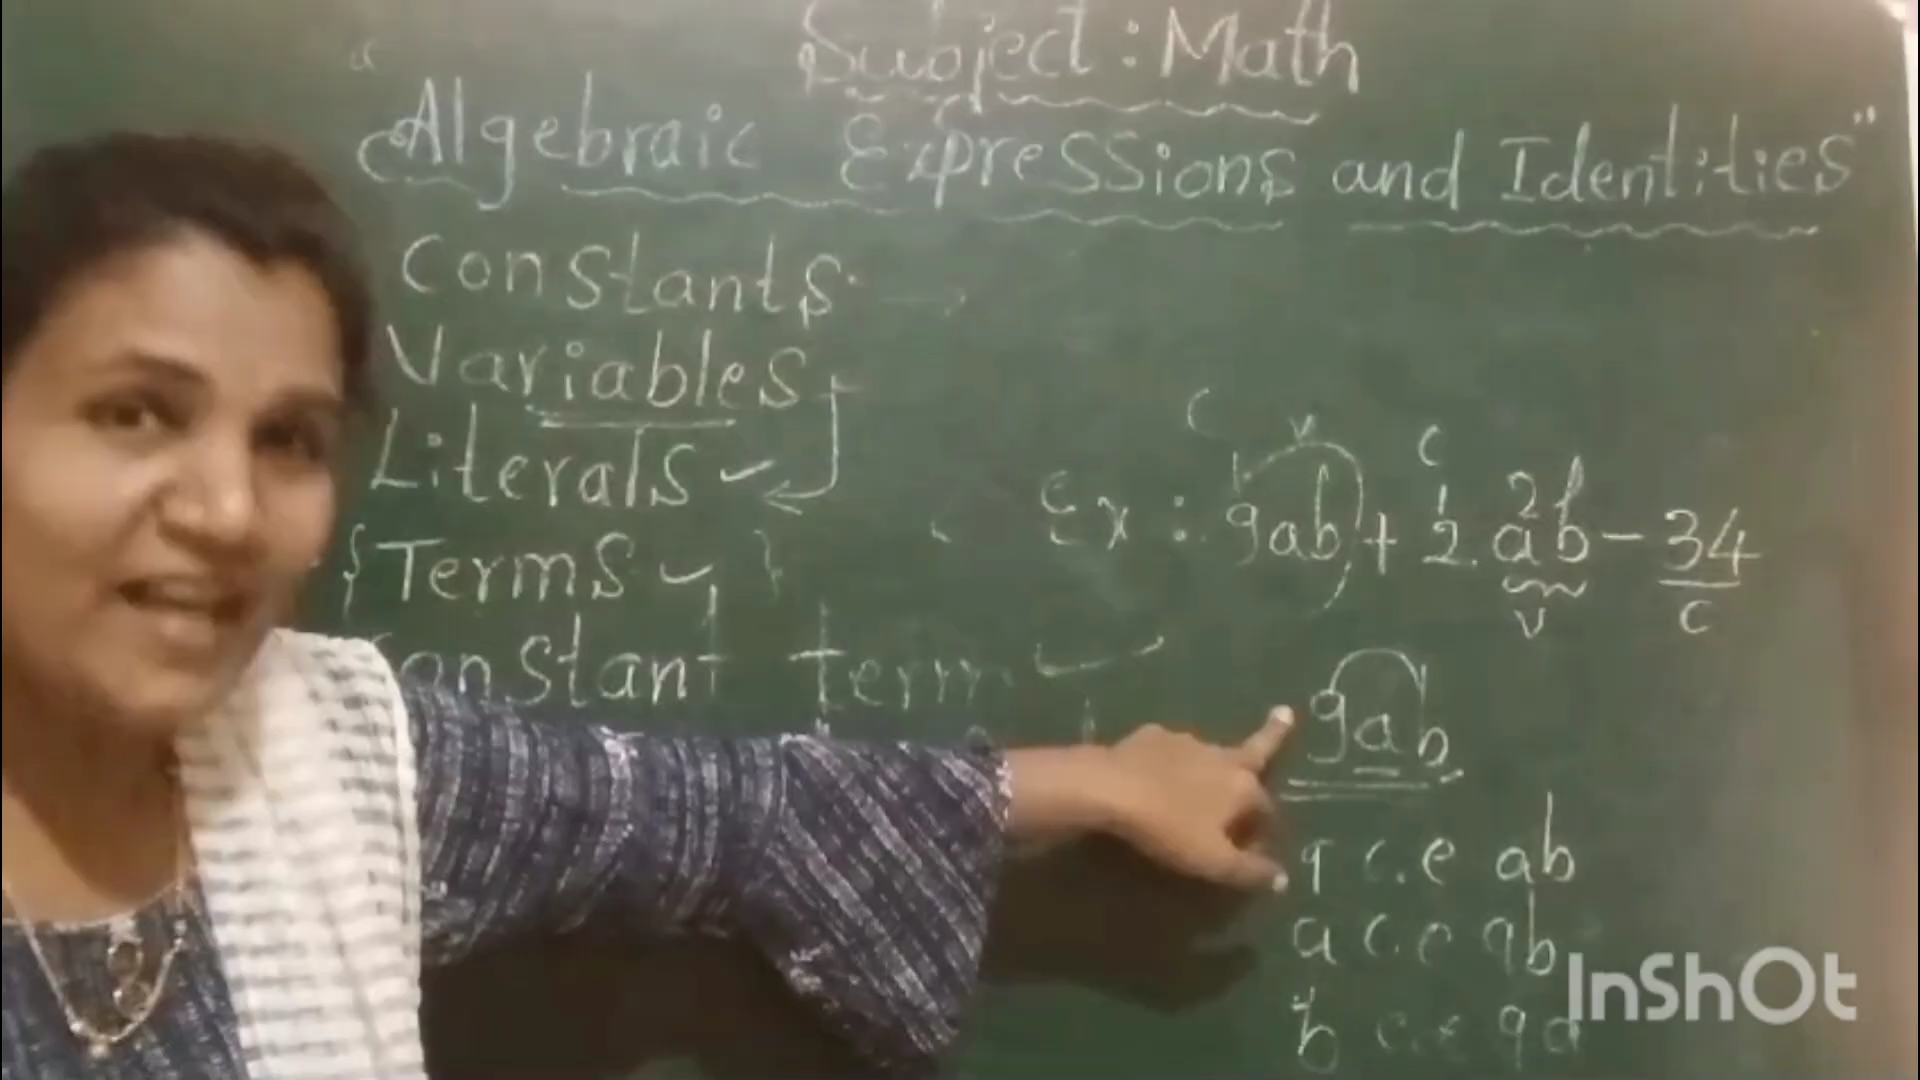 Subject: Math
"Algebraic Expressions and Identities"
Constants →
Variables
Literals ✓
{Terms ✓ }
Constant term ✓
C V C
Ex: 9ab + 2 a²b - 34
V C
9ab
9 c.e ab
a c.e 9b
b c.e 9a
InShOt